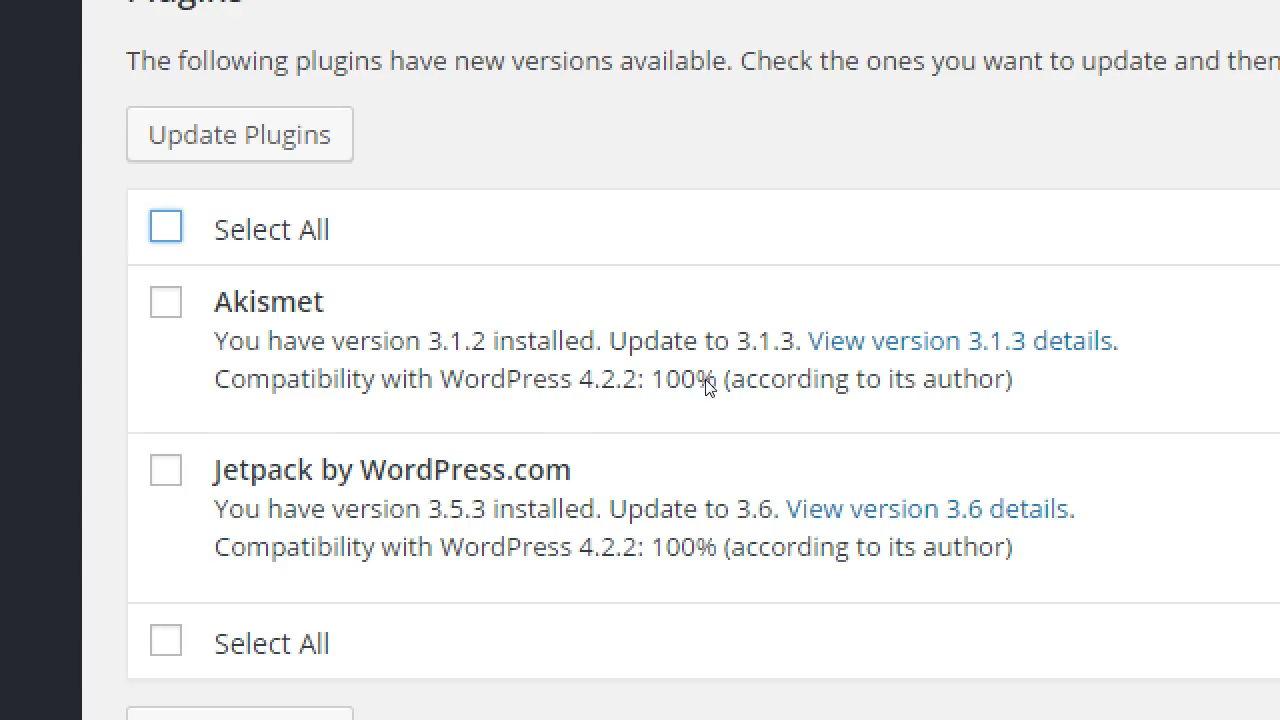 Plugins
The following plugins have new versions available. Check the ones you want to update and then
Update Plugins
Select All
Akismet
You have version 3.1.2 installed. Update to 3.1.3. View version 3.1.3 details.
Compatibility with WordPress 4.2.2: 100% (according to its author)
Jetpack by WordPress.com
You have version 3.5.3 installed. Update to 3.6. View version 3.6 details.
Compatibility with WordPress 4.2.2: 100% (according to its author)
Select All